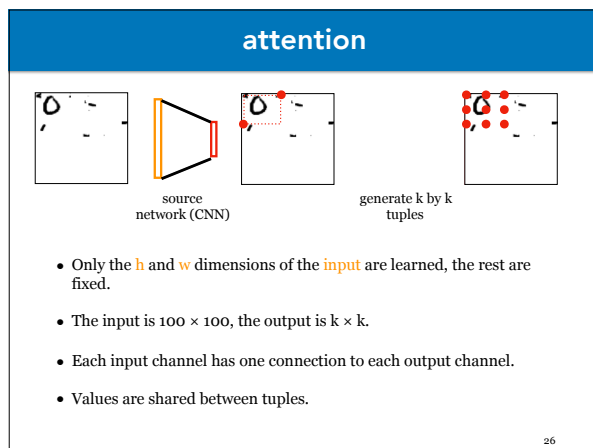 attention
source
network (CNN)
generate k by k
tuples
• Only the h and w dimensions of the input are learned, the rest are
fixed.
• The input is 100 × 100, the output is k × k.
• Each input channel has one connection to each output channel.
• Values are shared between tuples.
26